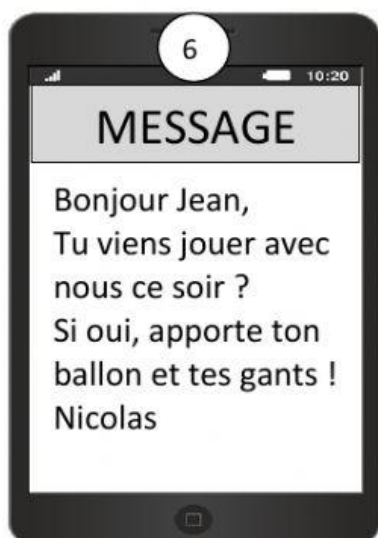 6
10:20
MESSAGE
Bonjour Jean,
Tu viens jouer avec
nous ce soir ?
Si oui, apporte ton
ballon et tes gants !
Nicolas